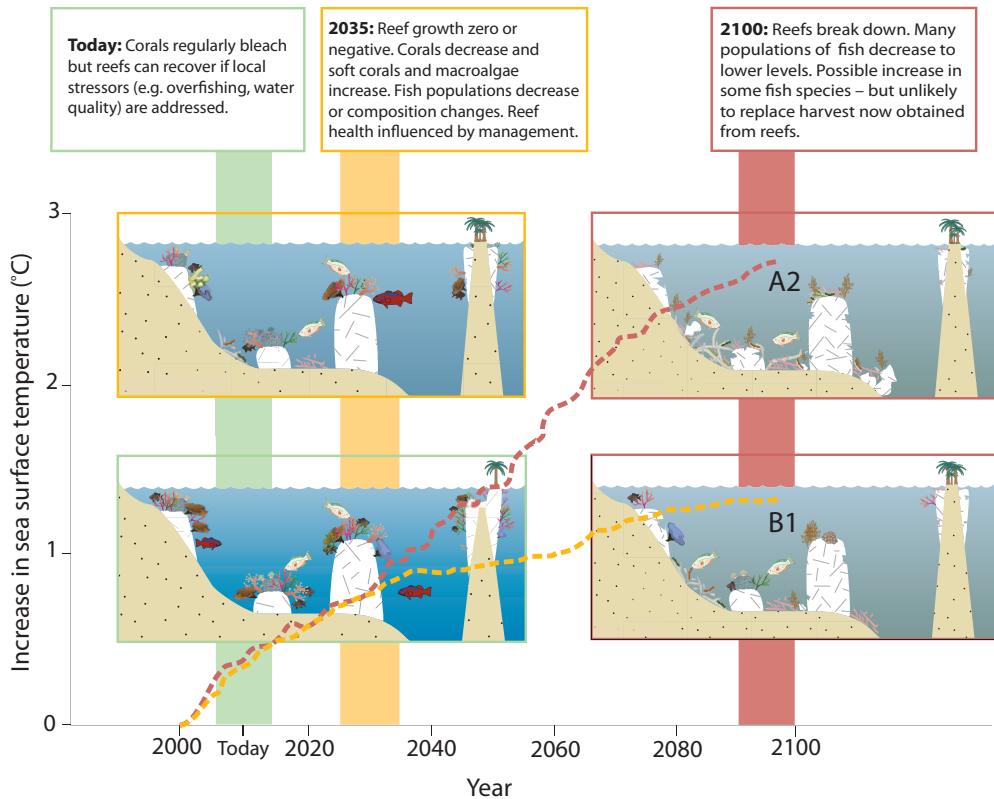 Today: Corals regularly bleach
but reefs can recover if local
stressors (e.g. overfishing, water
quality) are addressed.
2035: Reef growth zero or
negative. Corals decrease and
soft corals and macroalgae
increase. Fish populations decrease
or composition changes. Reef
health influenced by management.
2100: Reefs break down. Many
populations of fish decrease to
lower levels. Possible increase in
some fish species – but unlikely
to replace harvest now obtained
from reefs.
Increase in sea surface temperature (°C)
3
2
1
0
A2
B1
2000
Today
2020
2040
2060
2080
2100
Year